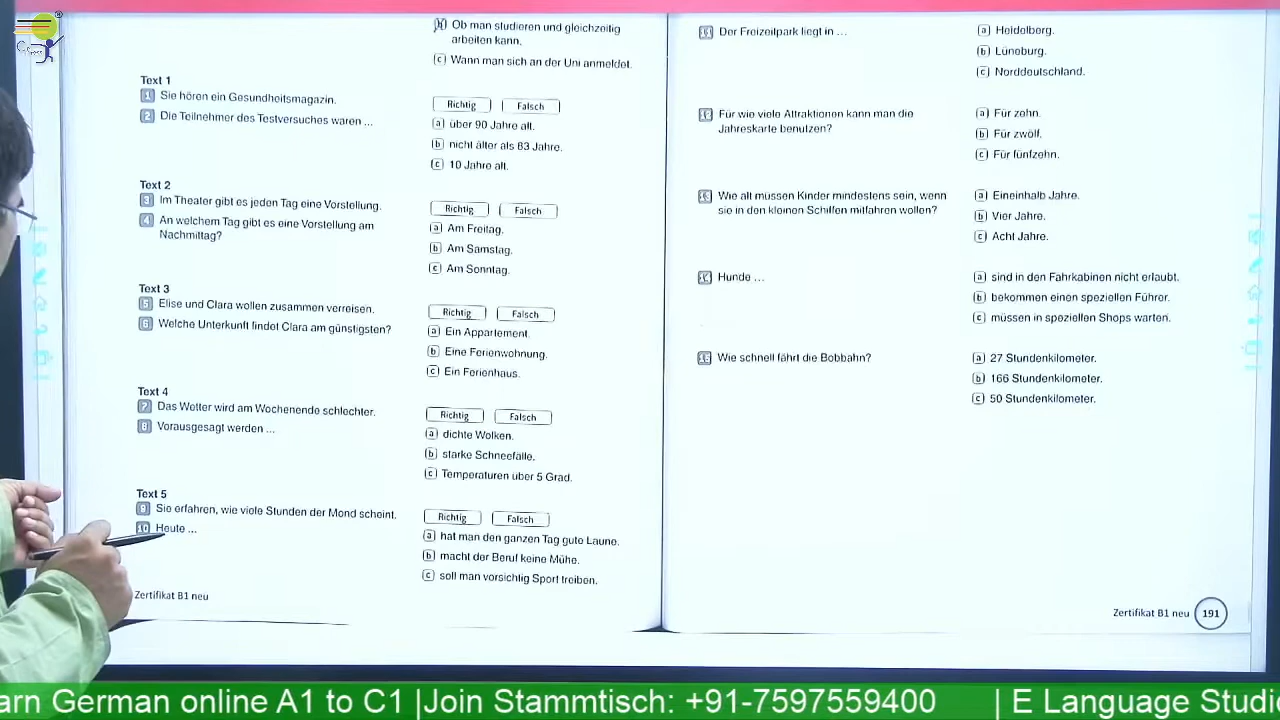 Ob man studieren und gleichzeitig
arbeiten kann.
c Wann man sich an der Uni anmeldet.
Text 1
1 Sie hören ein Gesundheitsmagazin.
Richtig Falsch
2 Die Teilnehmer des Testversuches waren ...
a über 90 Jahre alt.
b nicht älter als 83 Jahre.
c 10 Jahre alt.
Text 2
3 Im Theater gibt es jeden Tag eine Vorstellung.
Richtig Falsch
4 An welchem Tag gibt es eine Vorstellung am
Nachmittag?
a Am Freitag.
b Am Samstag.
c Am Sonntag.
Text 3
5 Elise und Clara wollen zusammen verreisen.
Richtig Falsch
6 Welche Unterkunft findet Clara am günstigsten?
a Ein Appartement.
b Eine Ferienwohnung.
c Ein Ferienhaus.
Text 4
7 Das Wetter wird am Wochenende schlechter.
Richtig Falsch
8 Vorausgesagt werden ...
a dichte Wolken.
b starke Schneefälle.
c Temperaturen über 5 Grad.
Text 5
9 Sie erfahren, wie viele Stunden der Mond scheint.
Richtig Falsch
10 Heute ...
a hat man den ganzen Tag gute Laune.
b macht der Beruf keine Mühe.
c soll man vorsichtig Sport treiben.
Zertifikat B1 neu
Der Freizeitpark liegt in ...
a Heidelberg.
b Lüneburg.
c Norddeutschland.
Für wie viele Attraktionen kann man die
Jahreskarte benutzen?
a Für zehn.
b Für zwölf.
c Für fünfzehn.
Wie alt müssen Kinder mindestens sein, wenn
sie in den kleinen Schiffen mitfahren wollen?
a Eineinhalb Jahre.
b Vier Jahre.
c Acht Jahre.
Hunde ...
a sind in den Fahrkabinen nicht erlaubt.
b bekommen einen speziellen Führer.
c müssen in speziellen Shops warten.
Wie schnell fährt die Bobbahn?
a 27 Stundenkilometer.
b 166 Stundenkilometer.
c 50 Stundenkilometer.
Zertifikat B1 neu 191
arn German online A1 to C1 |Join Stammtisch: +91-7597559400 | E Language Studi